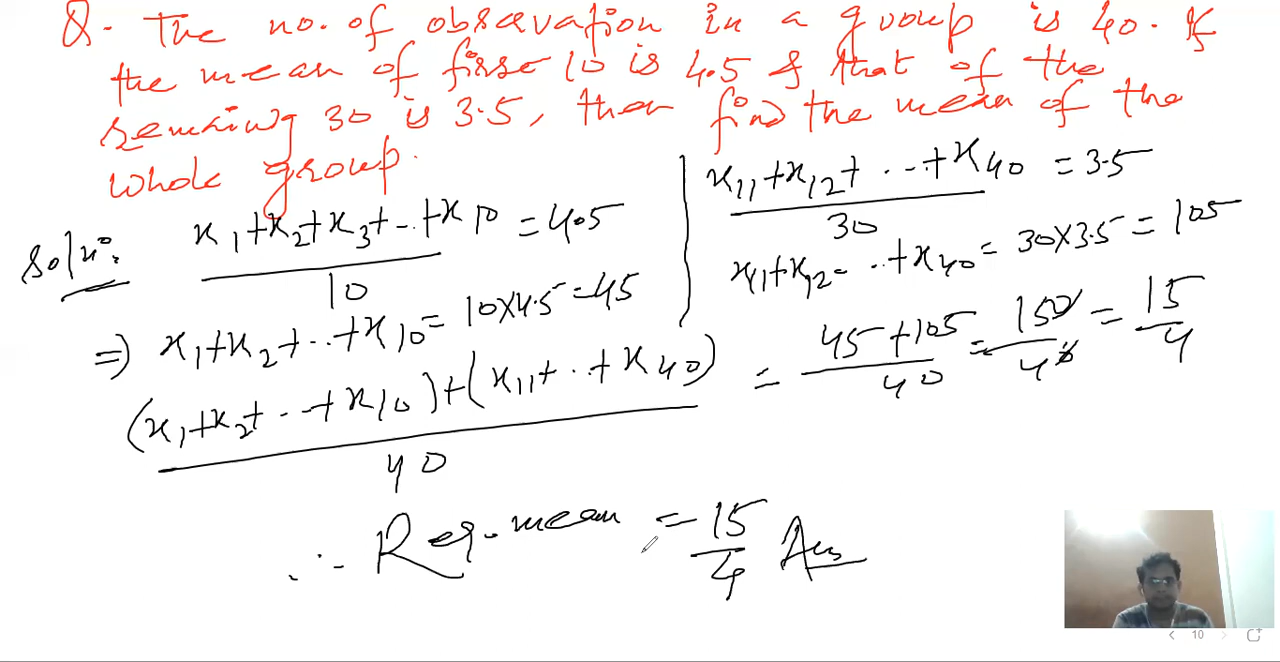 Q. The no. of observation in a group is 40. If
the mean of first 10 is 4.5 & that of the
remaining 30 is 3.5, then find the mean of the
whole group.
Soln:
x1+x2+x3+..+x10 = 4.5
10
=) x1+x2+...+x10 = 10×4.5 = 45
x11+x12+...+x40 = 3.5
30
x11+x12=...+x40 = 30×3.5 = 105
(x1+x2+...+x10)+(x11+..+x40) = 45+105 = 150 = 15
40 40 40 4
∴ Req. mean = 15 Ans
4
10